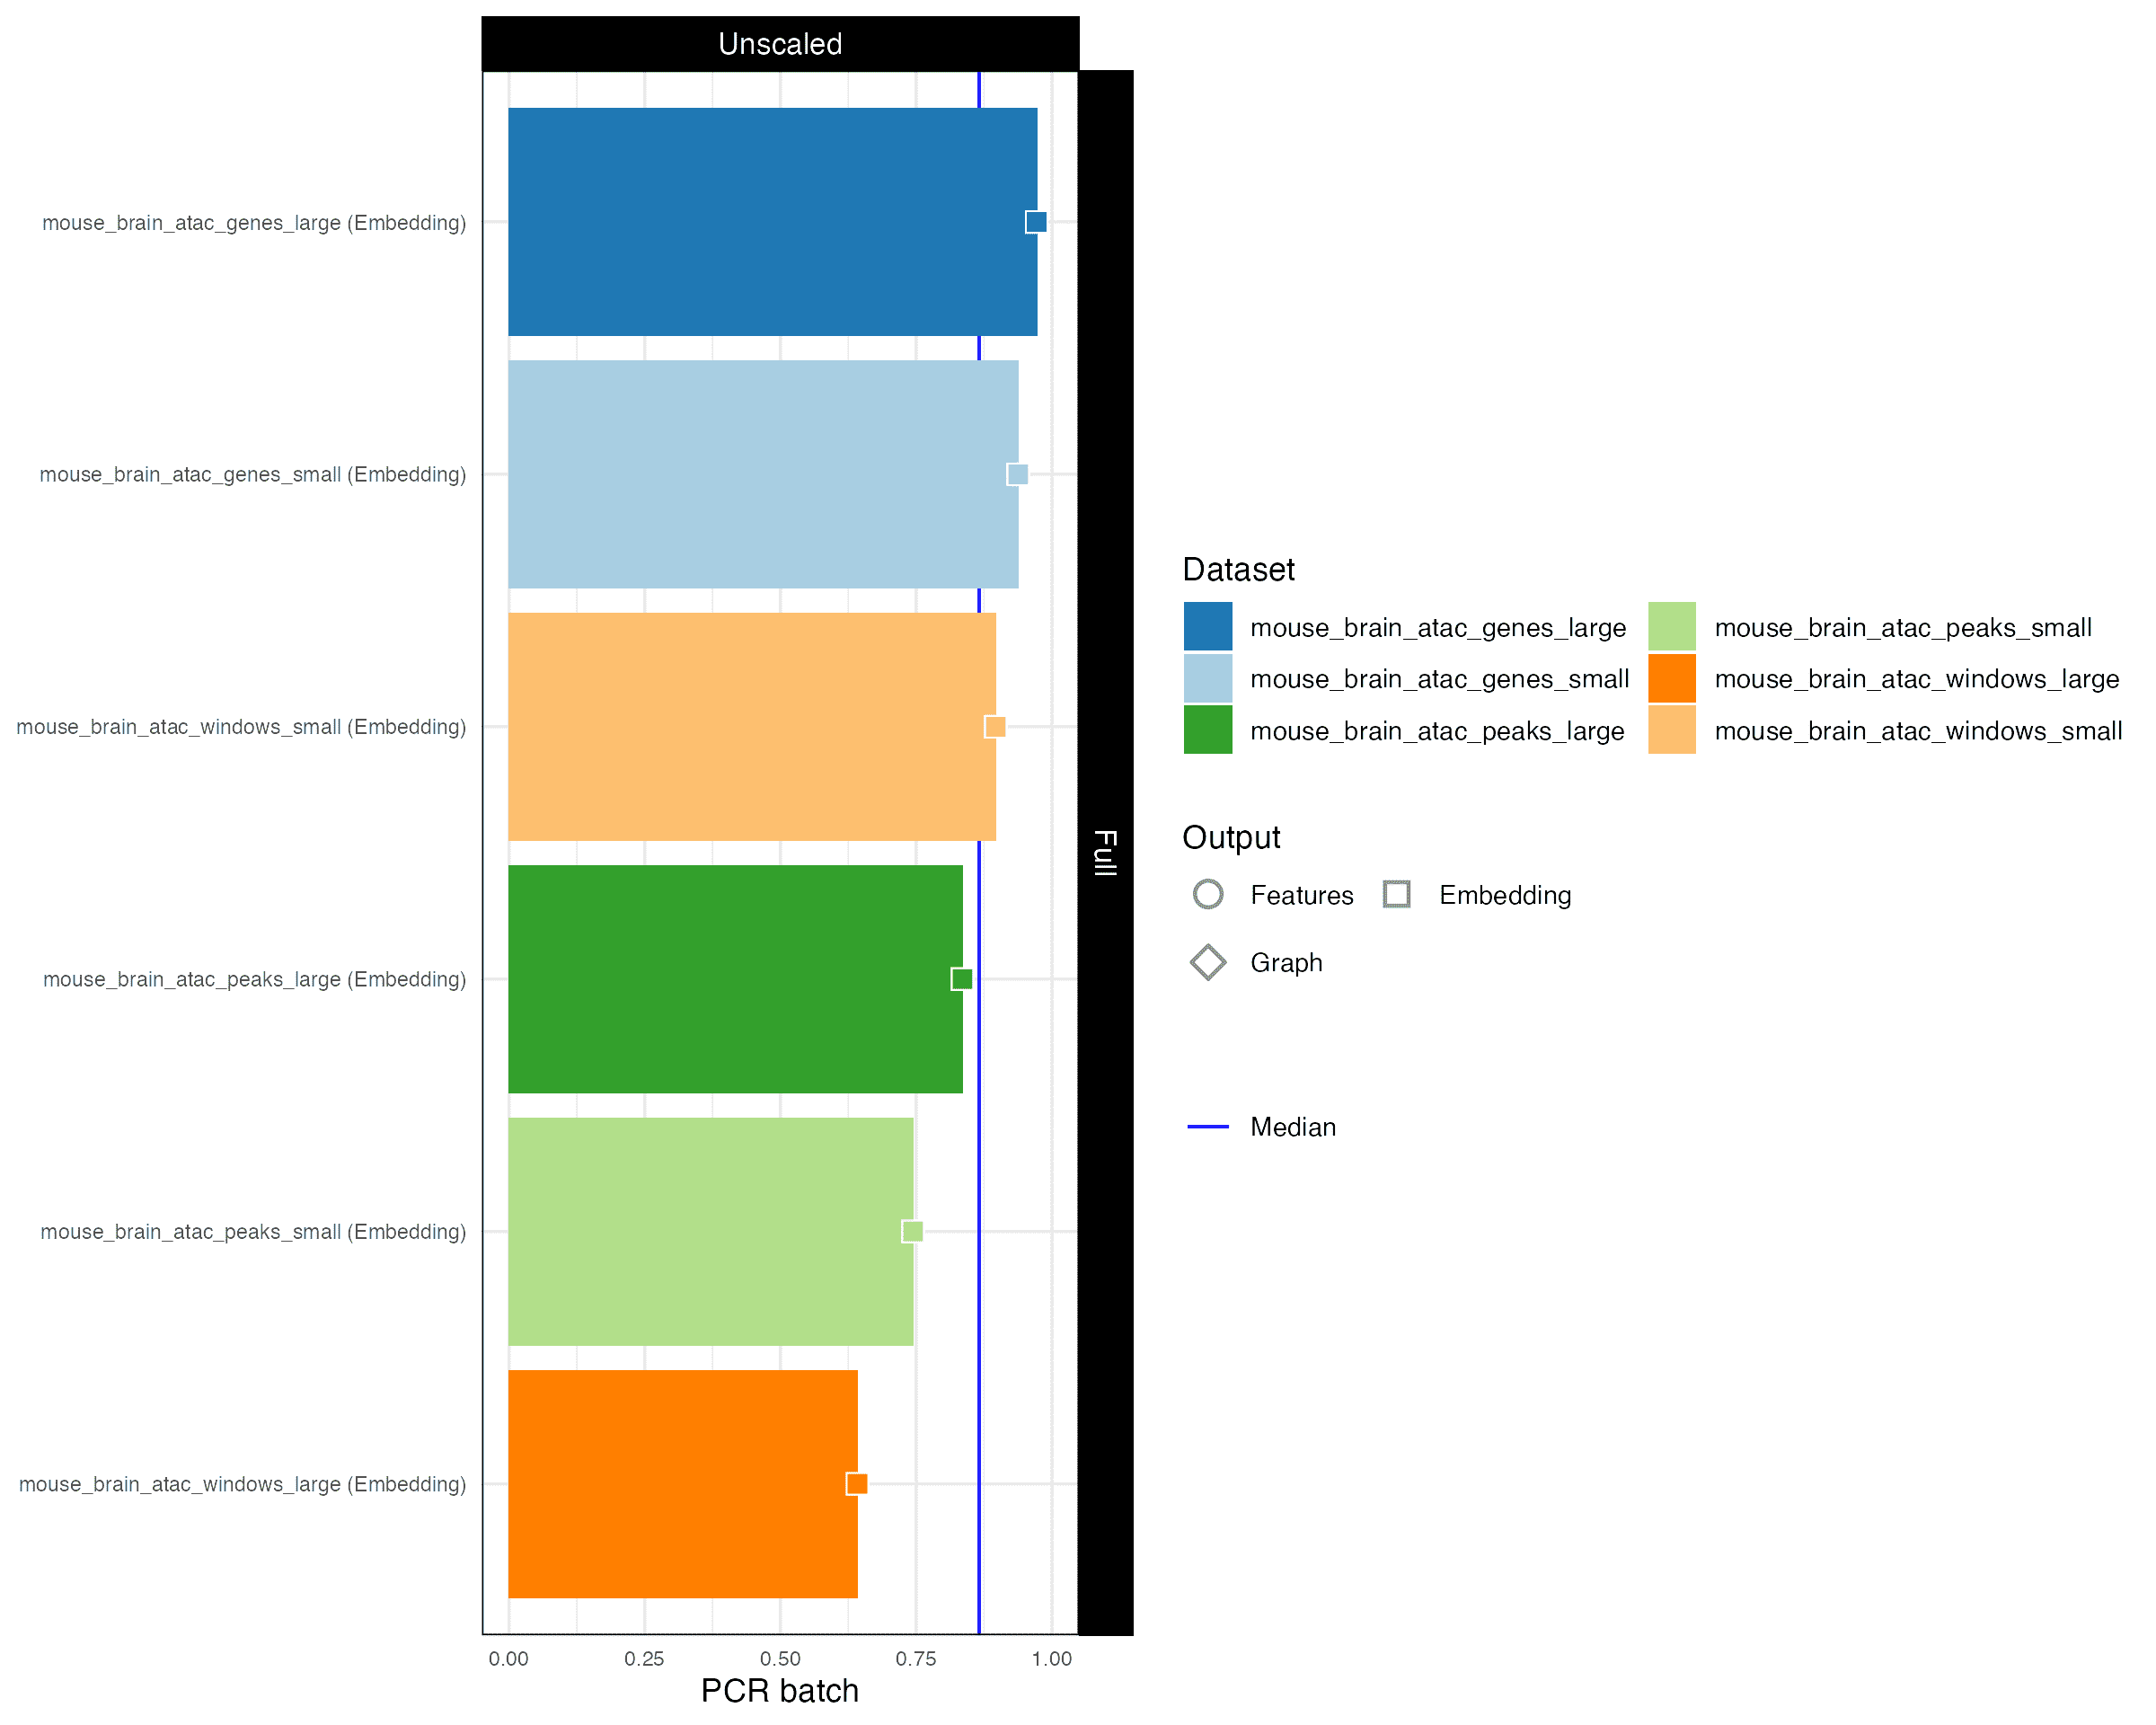 Unscaled
mouse_brain_atac_genes_large (Embedding)
mouse_brain_atac_genes_small (Embedding)
mouse_brain_atac_windows_small (Embedding)
mouse_brain_atac_peaks_large (Embedding)
mouse_brain_atac_peaks_small (Embedding)
mouse_brain_atac_windows_large (Embedding)
0.00 0.25 0.50 0.75 1.00
PCR batch
Full
Dataset
mouse_brain_atac_genes_large mouse_brain_atac_peaks_small
mouse_brain_atac_genes_small mouse_brain_atac_windows_large
mouse_brain_atac_peaks_large mouse_brain_atac_windows_small
Output
Features Embedding
Graph
Median